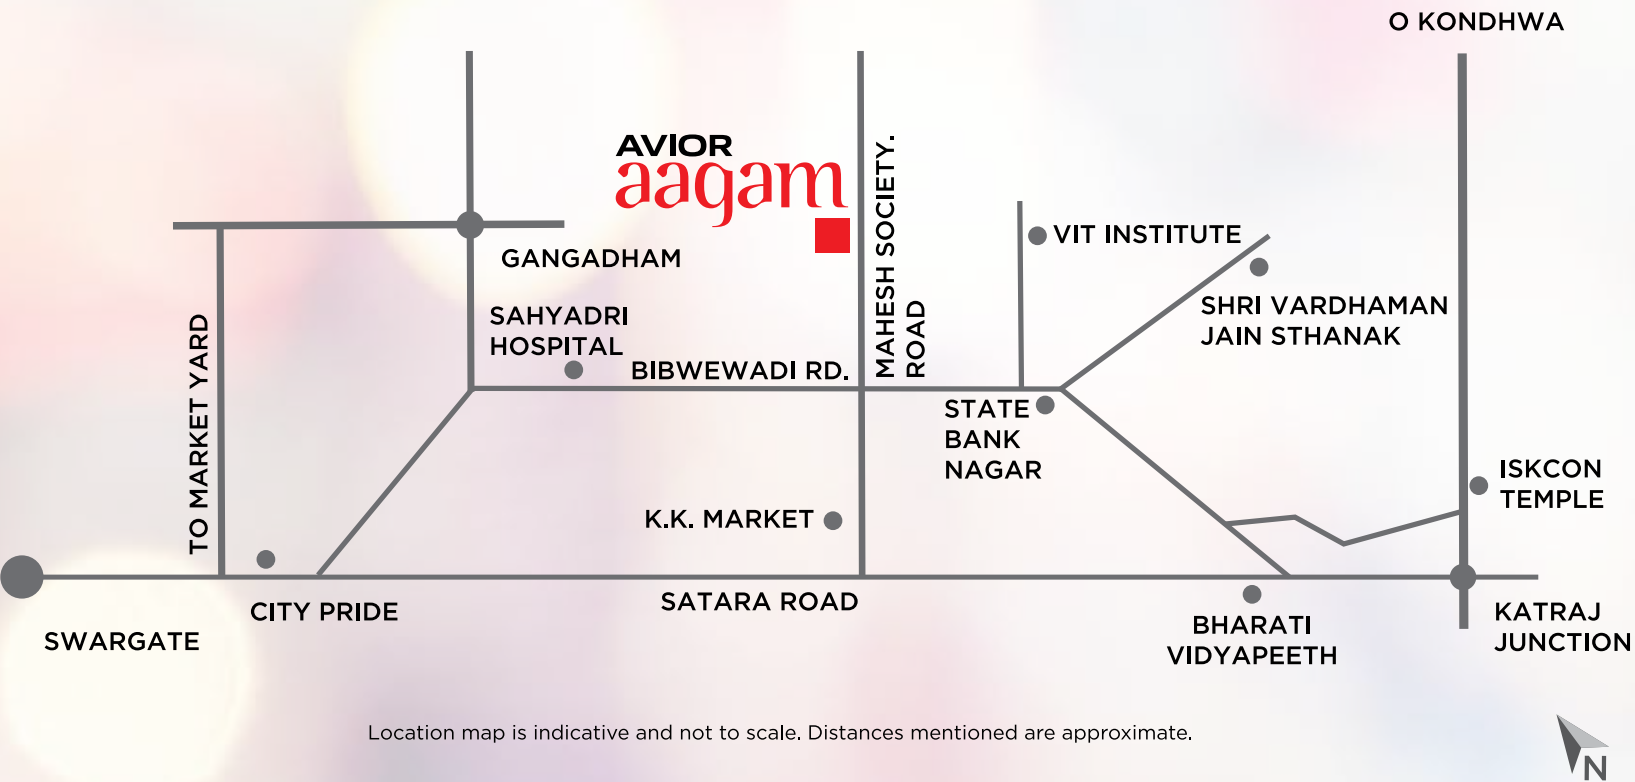 O KONDHWA
AVIOR
aagam
MAHESH SOCIETY.
ROAD
VIT INSTITUTE
GANGADHAM
SHRI VARDHAMAN
JAIN STHANAK
SAHYADRI
HOSPITAL
BIBWEWADI RD.
TO MARKET YARD
STATE
BANK
NAGAR
ISKCON
TEMPLE
K.K. MARKET
SATARA ROAD
CITY PRIDE
SWARGATE
BHARATI
VIDYAPEETH
KATRAJ
JUNCTION
Location map is indicative and not to scale. Distances mentioned are approximate.
N